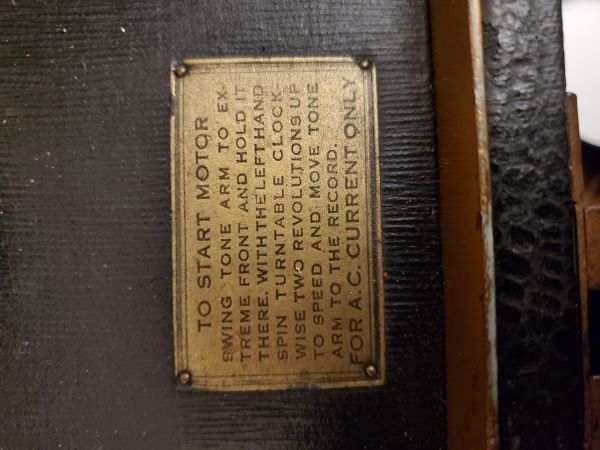 TO START MOTOR
SWING TONE ARM TO EX-
TREME FRONT AND HOLD IT
THERE. WITH THE LEFT HAND
SPIN TURNTABLE CLOCK-
WISE TWO REVOLUTIONS UP
TO SPEED AND MOVE TONE
ARM TO THE RECORD.
FOR A.C. CURRENT ONLY